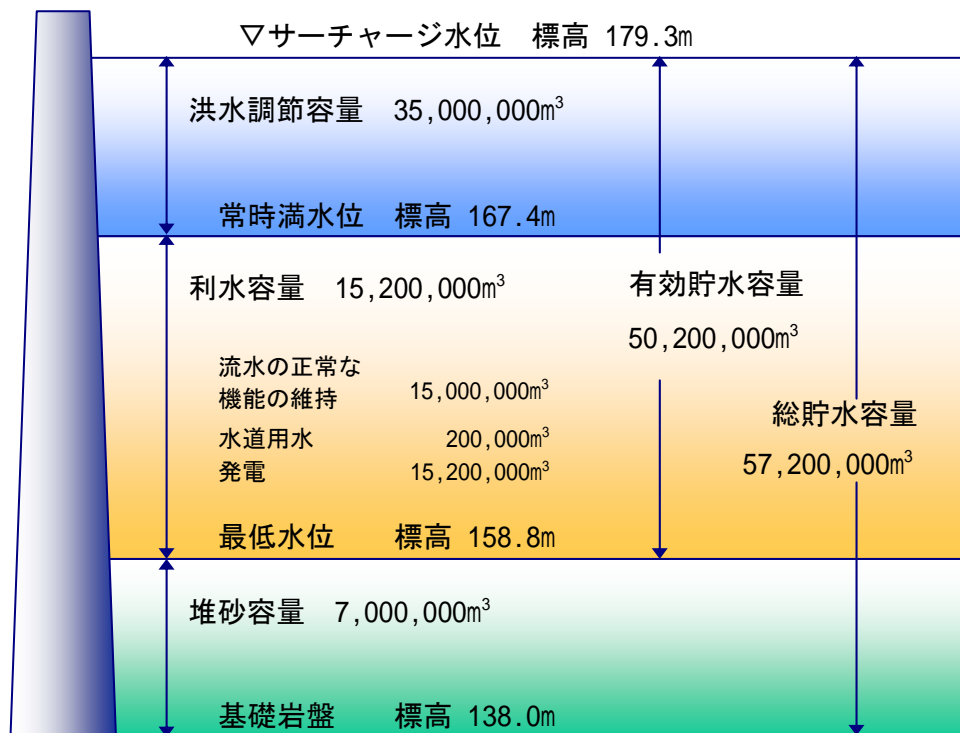 ▽サーチャージ水位 標高 179.3m
洪水調節容量 35,000,000m³
常時満水位 標高 167.4m
利水容量 15,200,000m³
有効貯水容量
50,200,000m³
流水の正常な
機能の維持 15,000,000m³
水道用水 200,000m³
発電 15,200,000m³
総貯水容量
57,200,000m³
最低水位 標高 158.8m
堆砂容量 7,000,000m³
基礎岩盤 標高 138.0m